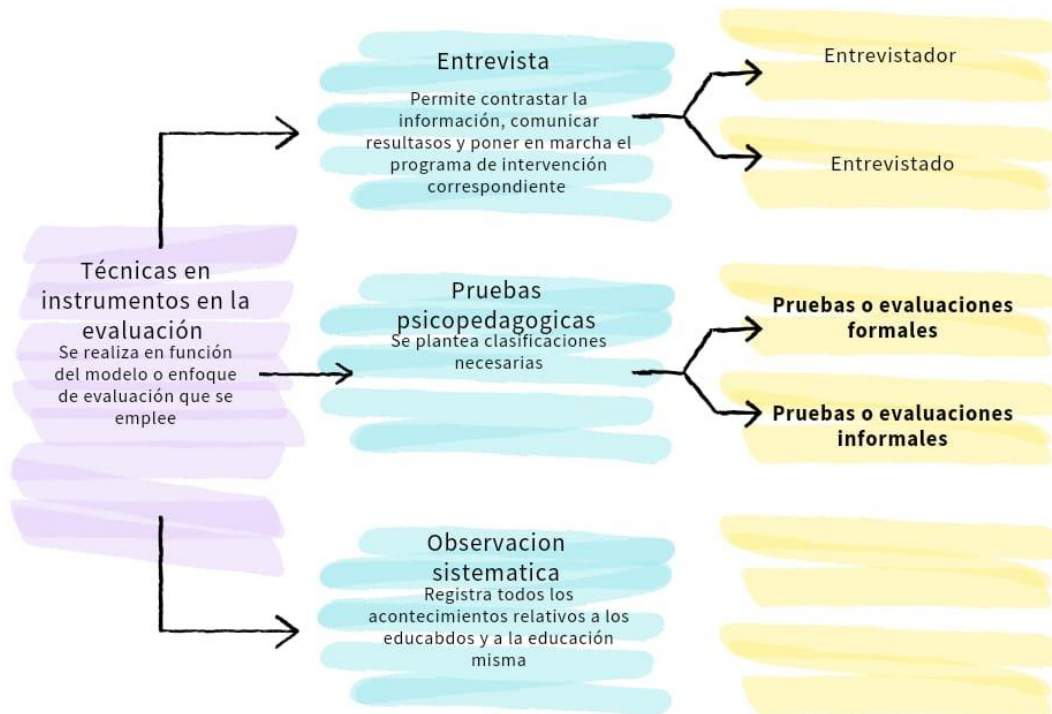 Técnicas en
instrumentos en la
evaluación
Se realiza en función
del modelo o enfoque
de evaluación que se
emplee
Entrevista
Permite contrastar la
información, comunicar
resultasos y poner en marcha el
programa de intervención
correspondiente
Entrevistador
Entrevistado
Pruebas
psicopedagogicas
Se plantea clasificaciones
necesarias
Pruebas o evaluaciones
formales
Pruebas o evaluaciones
informales
Observacion
sistematica
Registra todos los
acontecimientos relativos a los
educabdos y a la educación
misma